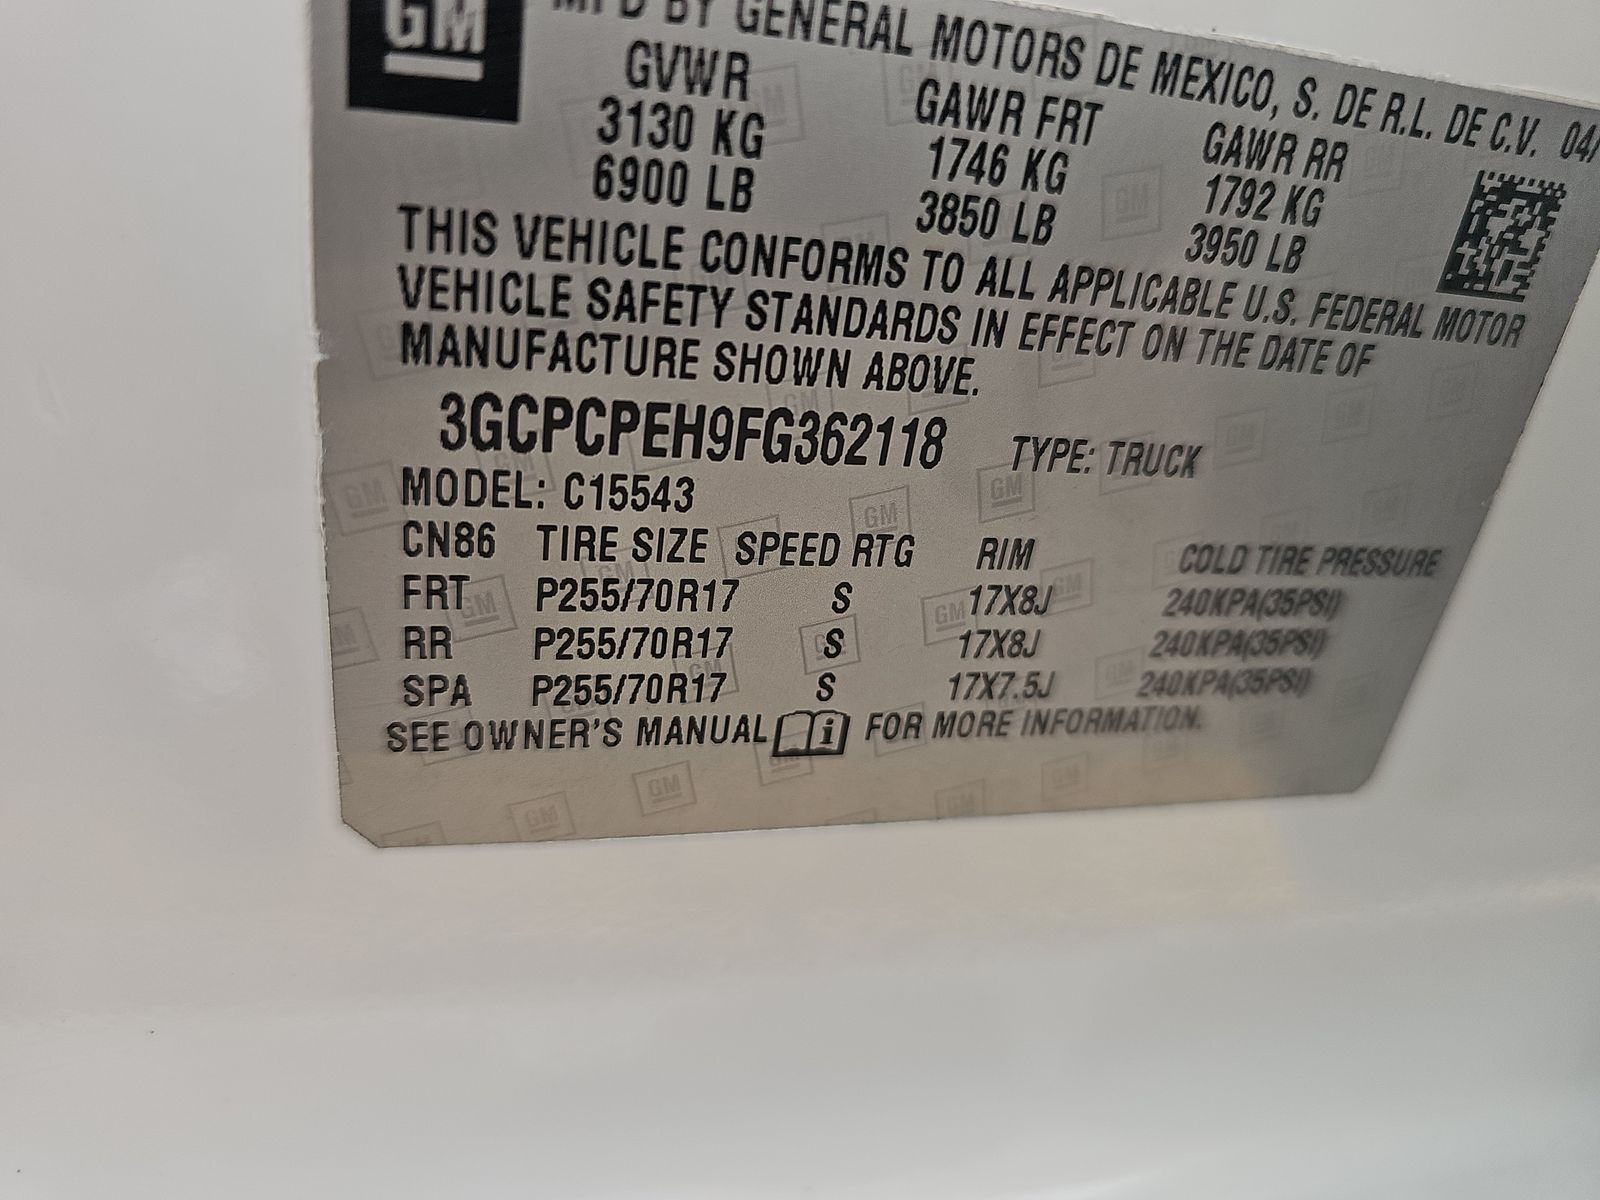 GM
MFD BY GENERAL MOTORS DE MEXICO, S. DE R.L. DE C.V. 04/
GVWR GAWR FRT GAWR RR
3130 KG 1746 KG 1792 KG
6900 LB 3850 LB 3950 LB
THIS VEHICLE CONFORMS TO ALL APPLICABLE U.S. FEDERAL MOTOR
VEHICLE SAFETY STANDARDS IN EFFECT ON THE DATE OF
MANUFACTURE SHOWN ABOVE.
3GCPCPEH9FG362118 TYPE: TRUCK
MODEL: C15543
CN86 TIRE SIZE SPEED RTG RIM COLD TIRE PRESSURE
FRT P255/70R17 S 17X8J 240KPA(35PSI)
RR P255/70R17 S 17X8J 240KPA(35PSI)
SPA P255/70R17 S 17X7.5J 240KPA(35PSI)
SEE OWNER'S MANUAL i FOR MORE INFORMATION.